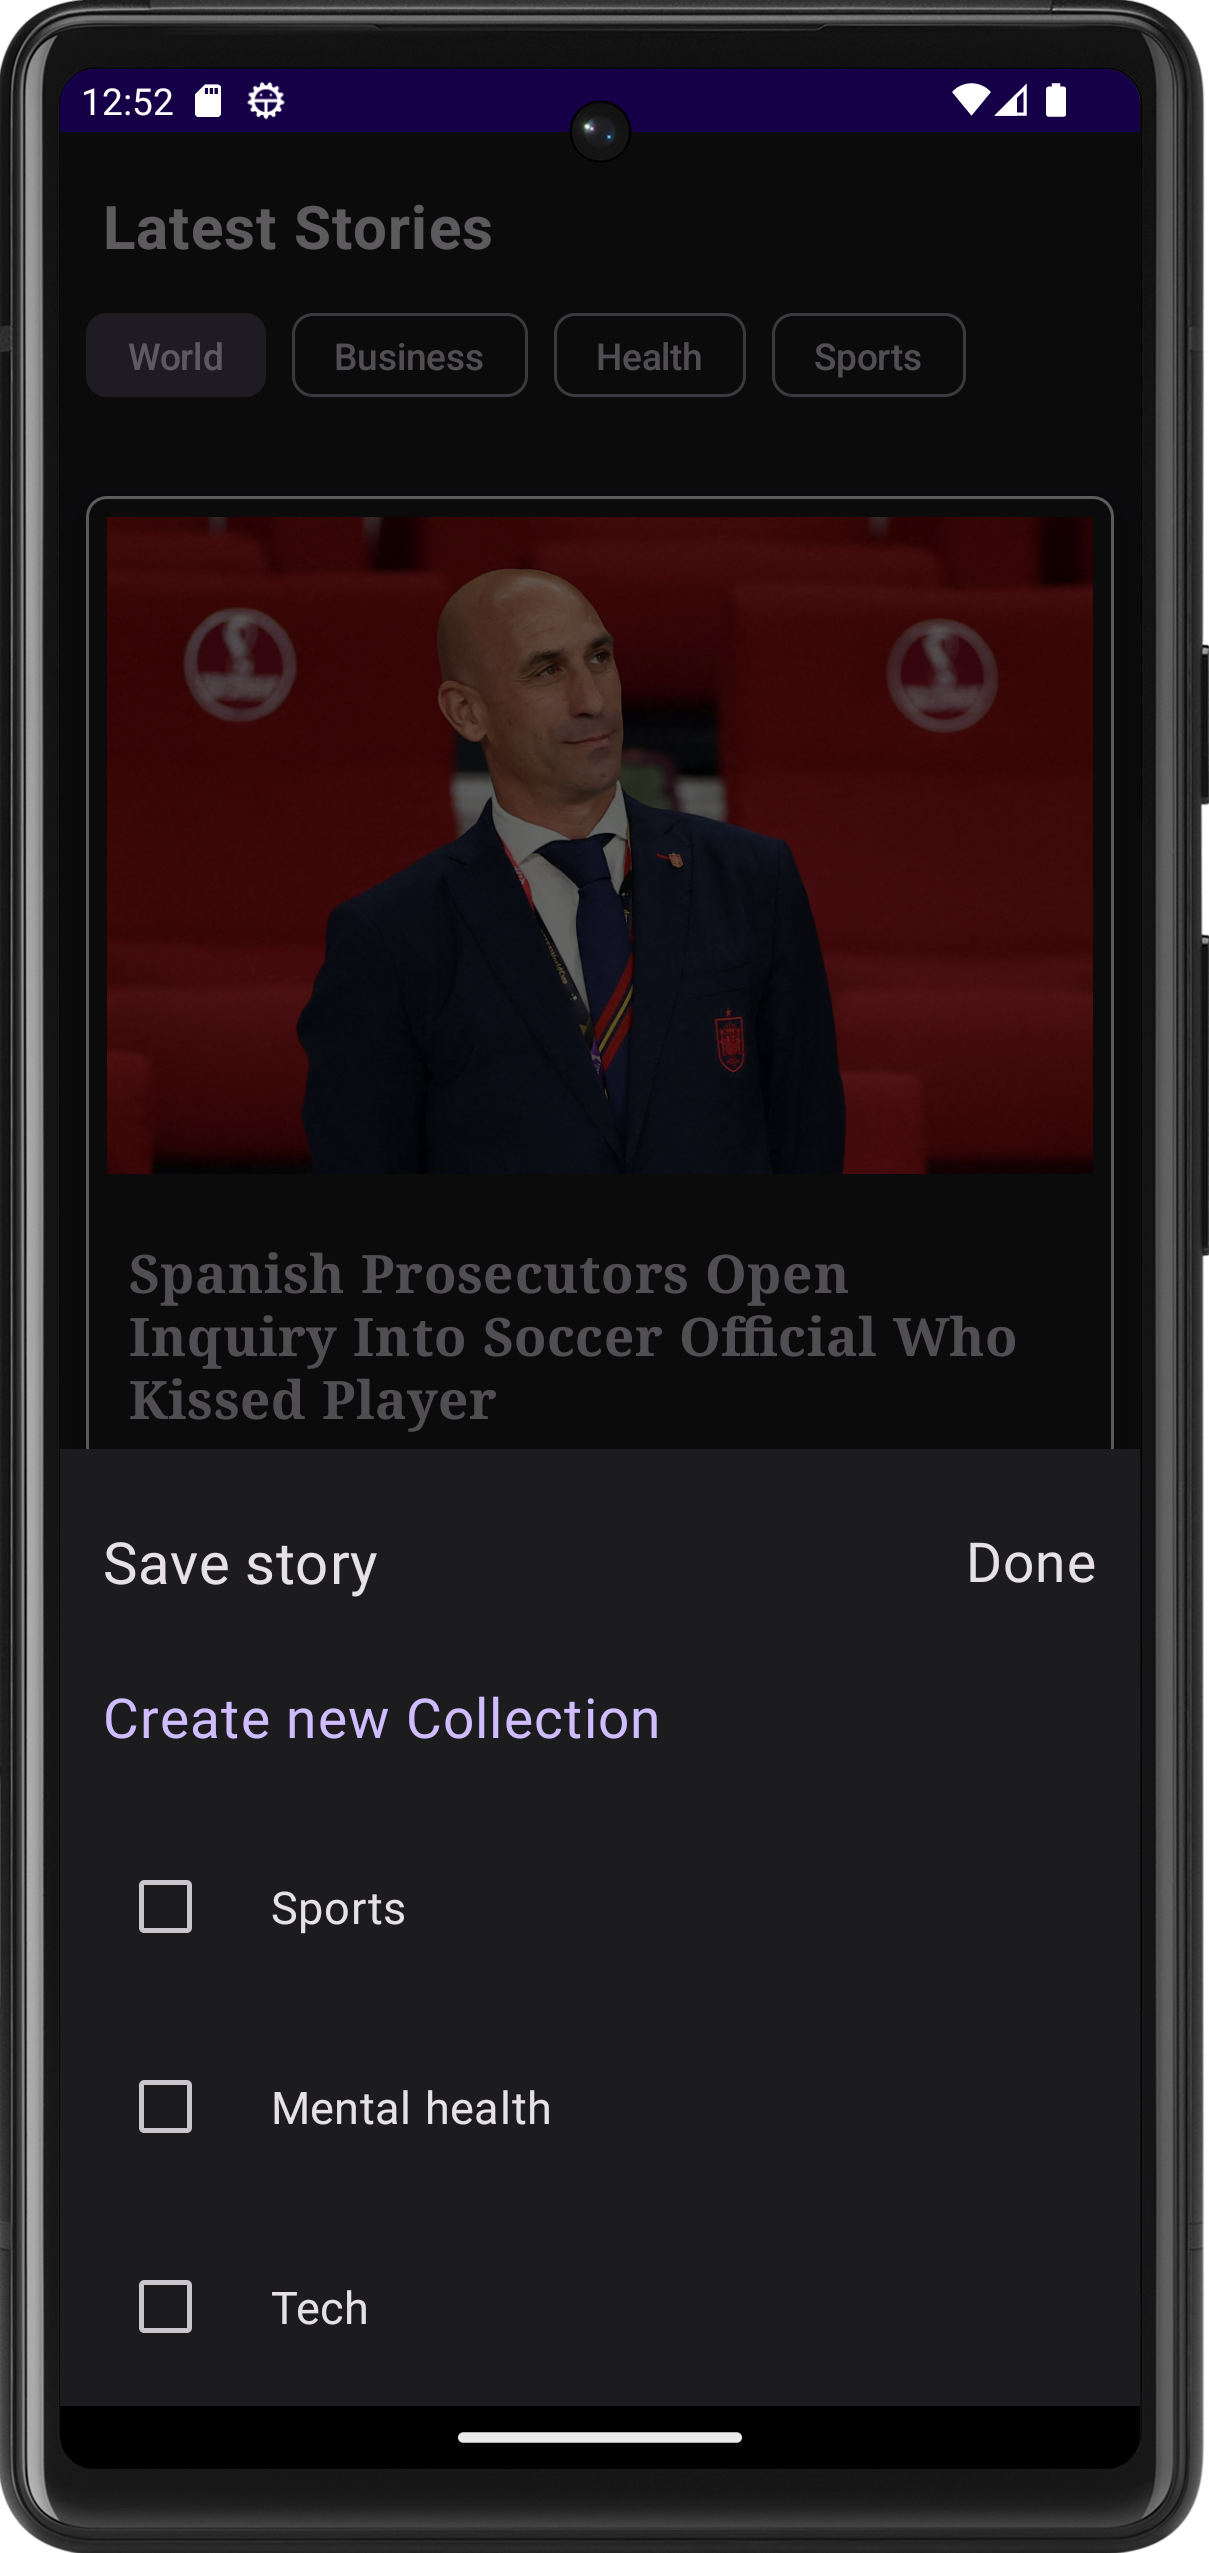 12:52
Latest Stories
World Business Health Sports
Spanish Prosecutors Open
Inquiry Into Soccer Official Who
Kissed Player
Save story Done
Create new Collection
Sports
Mental health
Tech